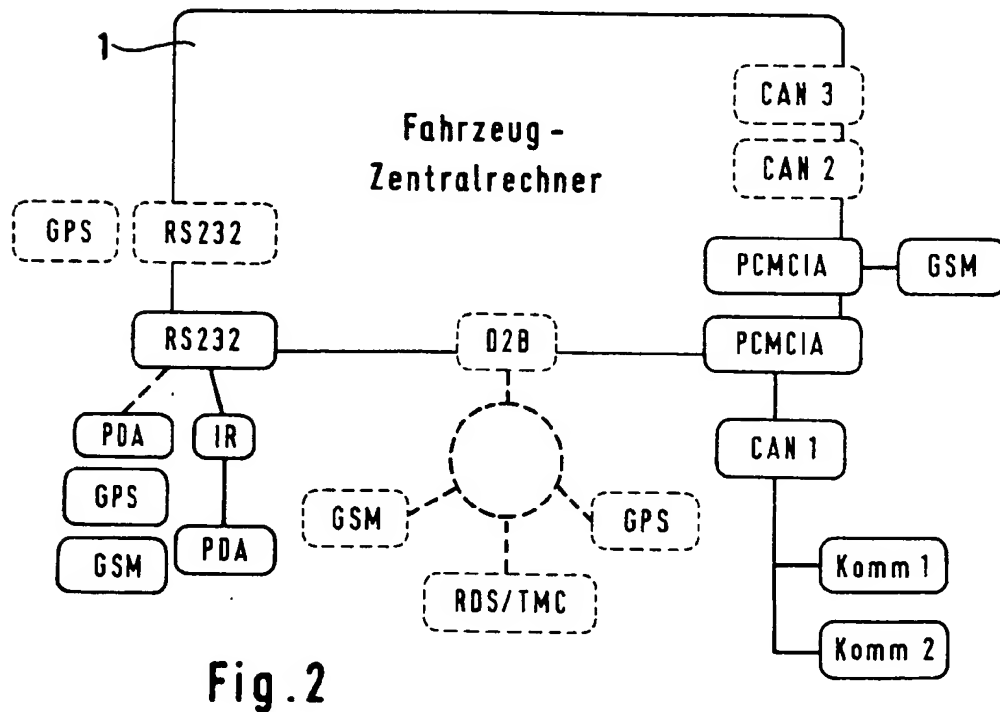 1
CAN 3
Fahrzeug-
Zentralrechner
CAN 2
GPS
RS232
PCMCIA
GSM
RS232
D2B
PCMCIA
PDA
IR
CAN 1
GPS
GSM
GPS
GSM
PDA
RDS/TMC
Komm 1
Komm 2
Fig.2